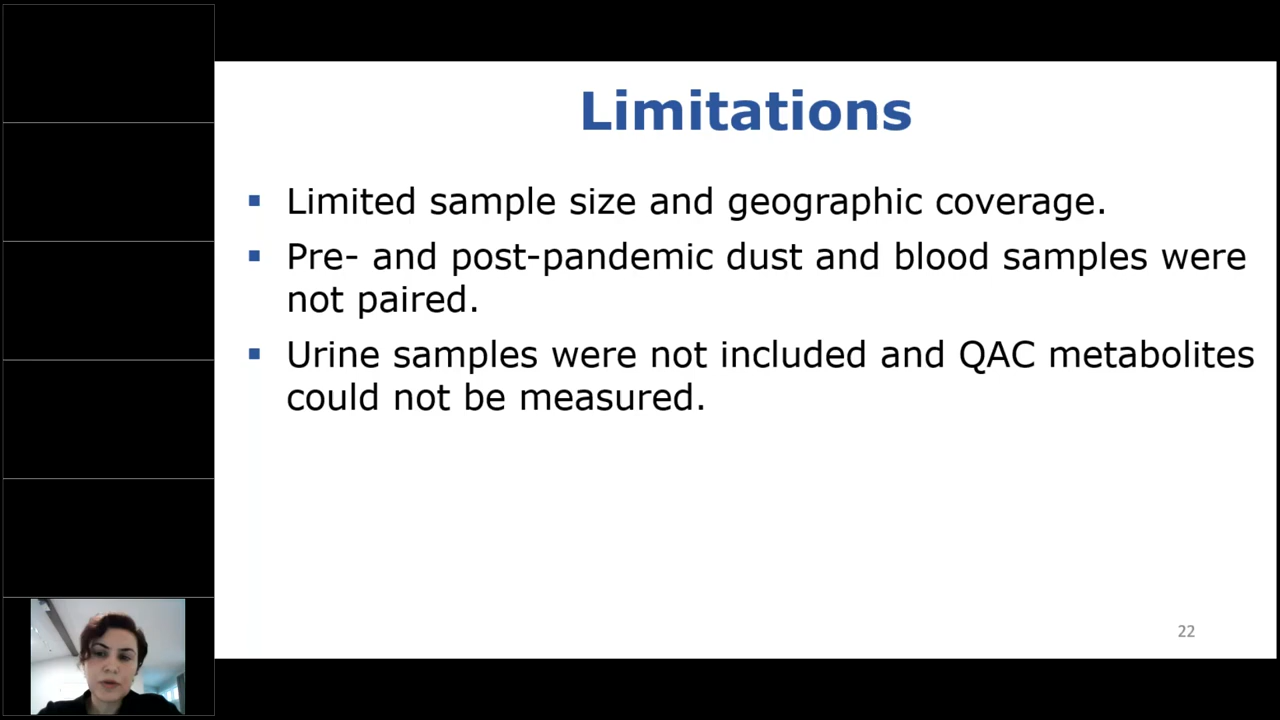 Limitations
▪ Limited sample size and geographic coverage.
▪ Pre- and post-pandemic dust and blood samples were
not paired.
▪ Urine samples were not included and QAC metabolites
could not be measured.
22